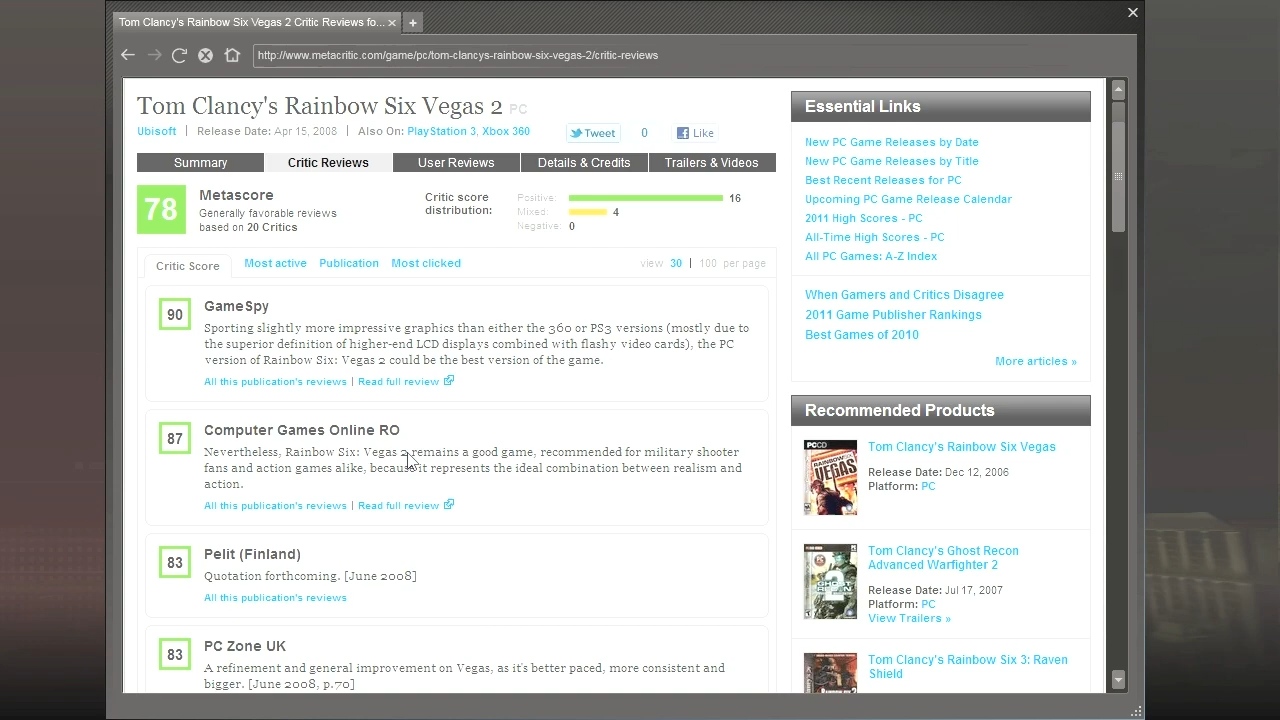 Tom Clancy's Rainbow Six Vegas 2 Critic Reviews fo...
http://www.metacritic.com/game/pc/tom-clancys-rainbow-six-vegas-2/critic-reviews
Tom Clancy's Rainbow Six Vegas 2 PC
Ubisoft | Release Date: Apr 15, 2008 | Also On: PlayStation 3, Xbox 360
Tweet 0 Like
Summary Critic Reviews User Reviews Details & Credits Trailers & Videos
78
Metascore
Generally favorable reviews
based on 20 Critics
Critic score
distribution:
Positive: 16
Mixed: 4
Negative: 0
Critic Score Most active Publication Most clicked view 30 | 100 per page
90
GameSpy
Sporting slightly more impressive graphics than either the 360 or PS3 versions (mostly due to
the superior definition of higher-end LCD displays combined with flashy video cards), the PC
version of Rainbow Six: Vegas 2 could be the best version of the game.
All this publication's reviews | Read full review
87
Computer Games Online RO
Nevertheless, Rainbow Six: Vegas 2 remains a good game, recommended for military shooter
fans and action games alike, because it represents the ideal combination between realism and
action.
All this publication's reviews | Read full review
83
Pelit (Finland)
Quotation forthcoming. [June 2008]
All this publication's reviews
83
PC Zone UK
A refinement and general improvement on Vegas, as it's better paced, more consistent and
bigger. [June 2008, p.70]
Essential Links
New PC Game Releases by Date
New PC Game Releases by Title
Best Recent Releases for PC
Upcoming PC Game Release Calendar
2011 High Scores - PC
All-Time High Scores - PC
All PC Games: A-Z Index
When Gamers and Critics Disagree
2011 Game Publisher Rankings
Best Games of 2010
More articles »
Recommended Products
Tom Clancy's Rainbow Six Vegas
Release Date: Dec 12, 2006
Platform: PC
Tom Clancy's Ghost Recon
Advanced Warfighter 2
Release Date: Jul 17, 2007
Platform: PC
View Trailers »
Tom Clancy's Rainbow Six 3: Raven
Shield